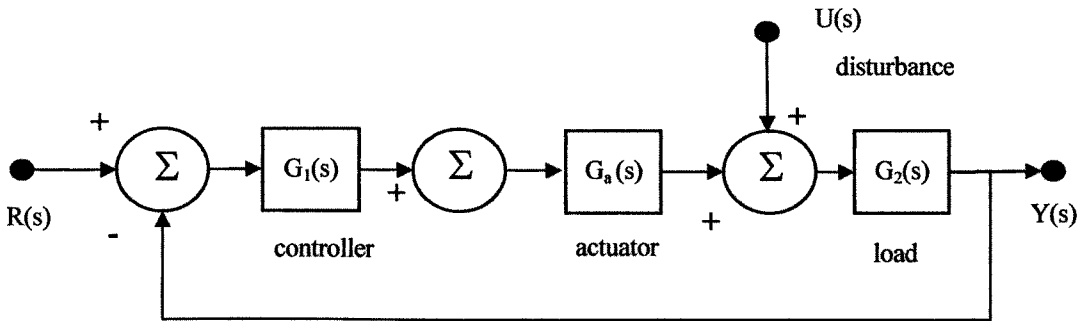 U(s)
disturbance
+
+
Σ
G₁(s)
+
Σ
Gₐ(s)
+
Σ
G₂(s)
R(s)
-
Y(s)
controller
actuator
load